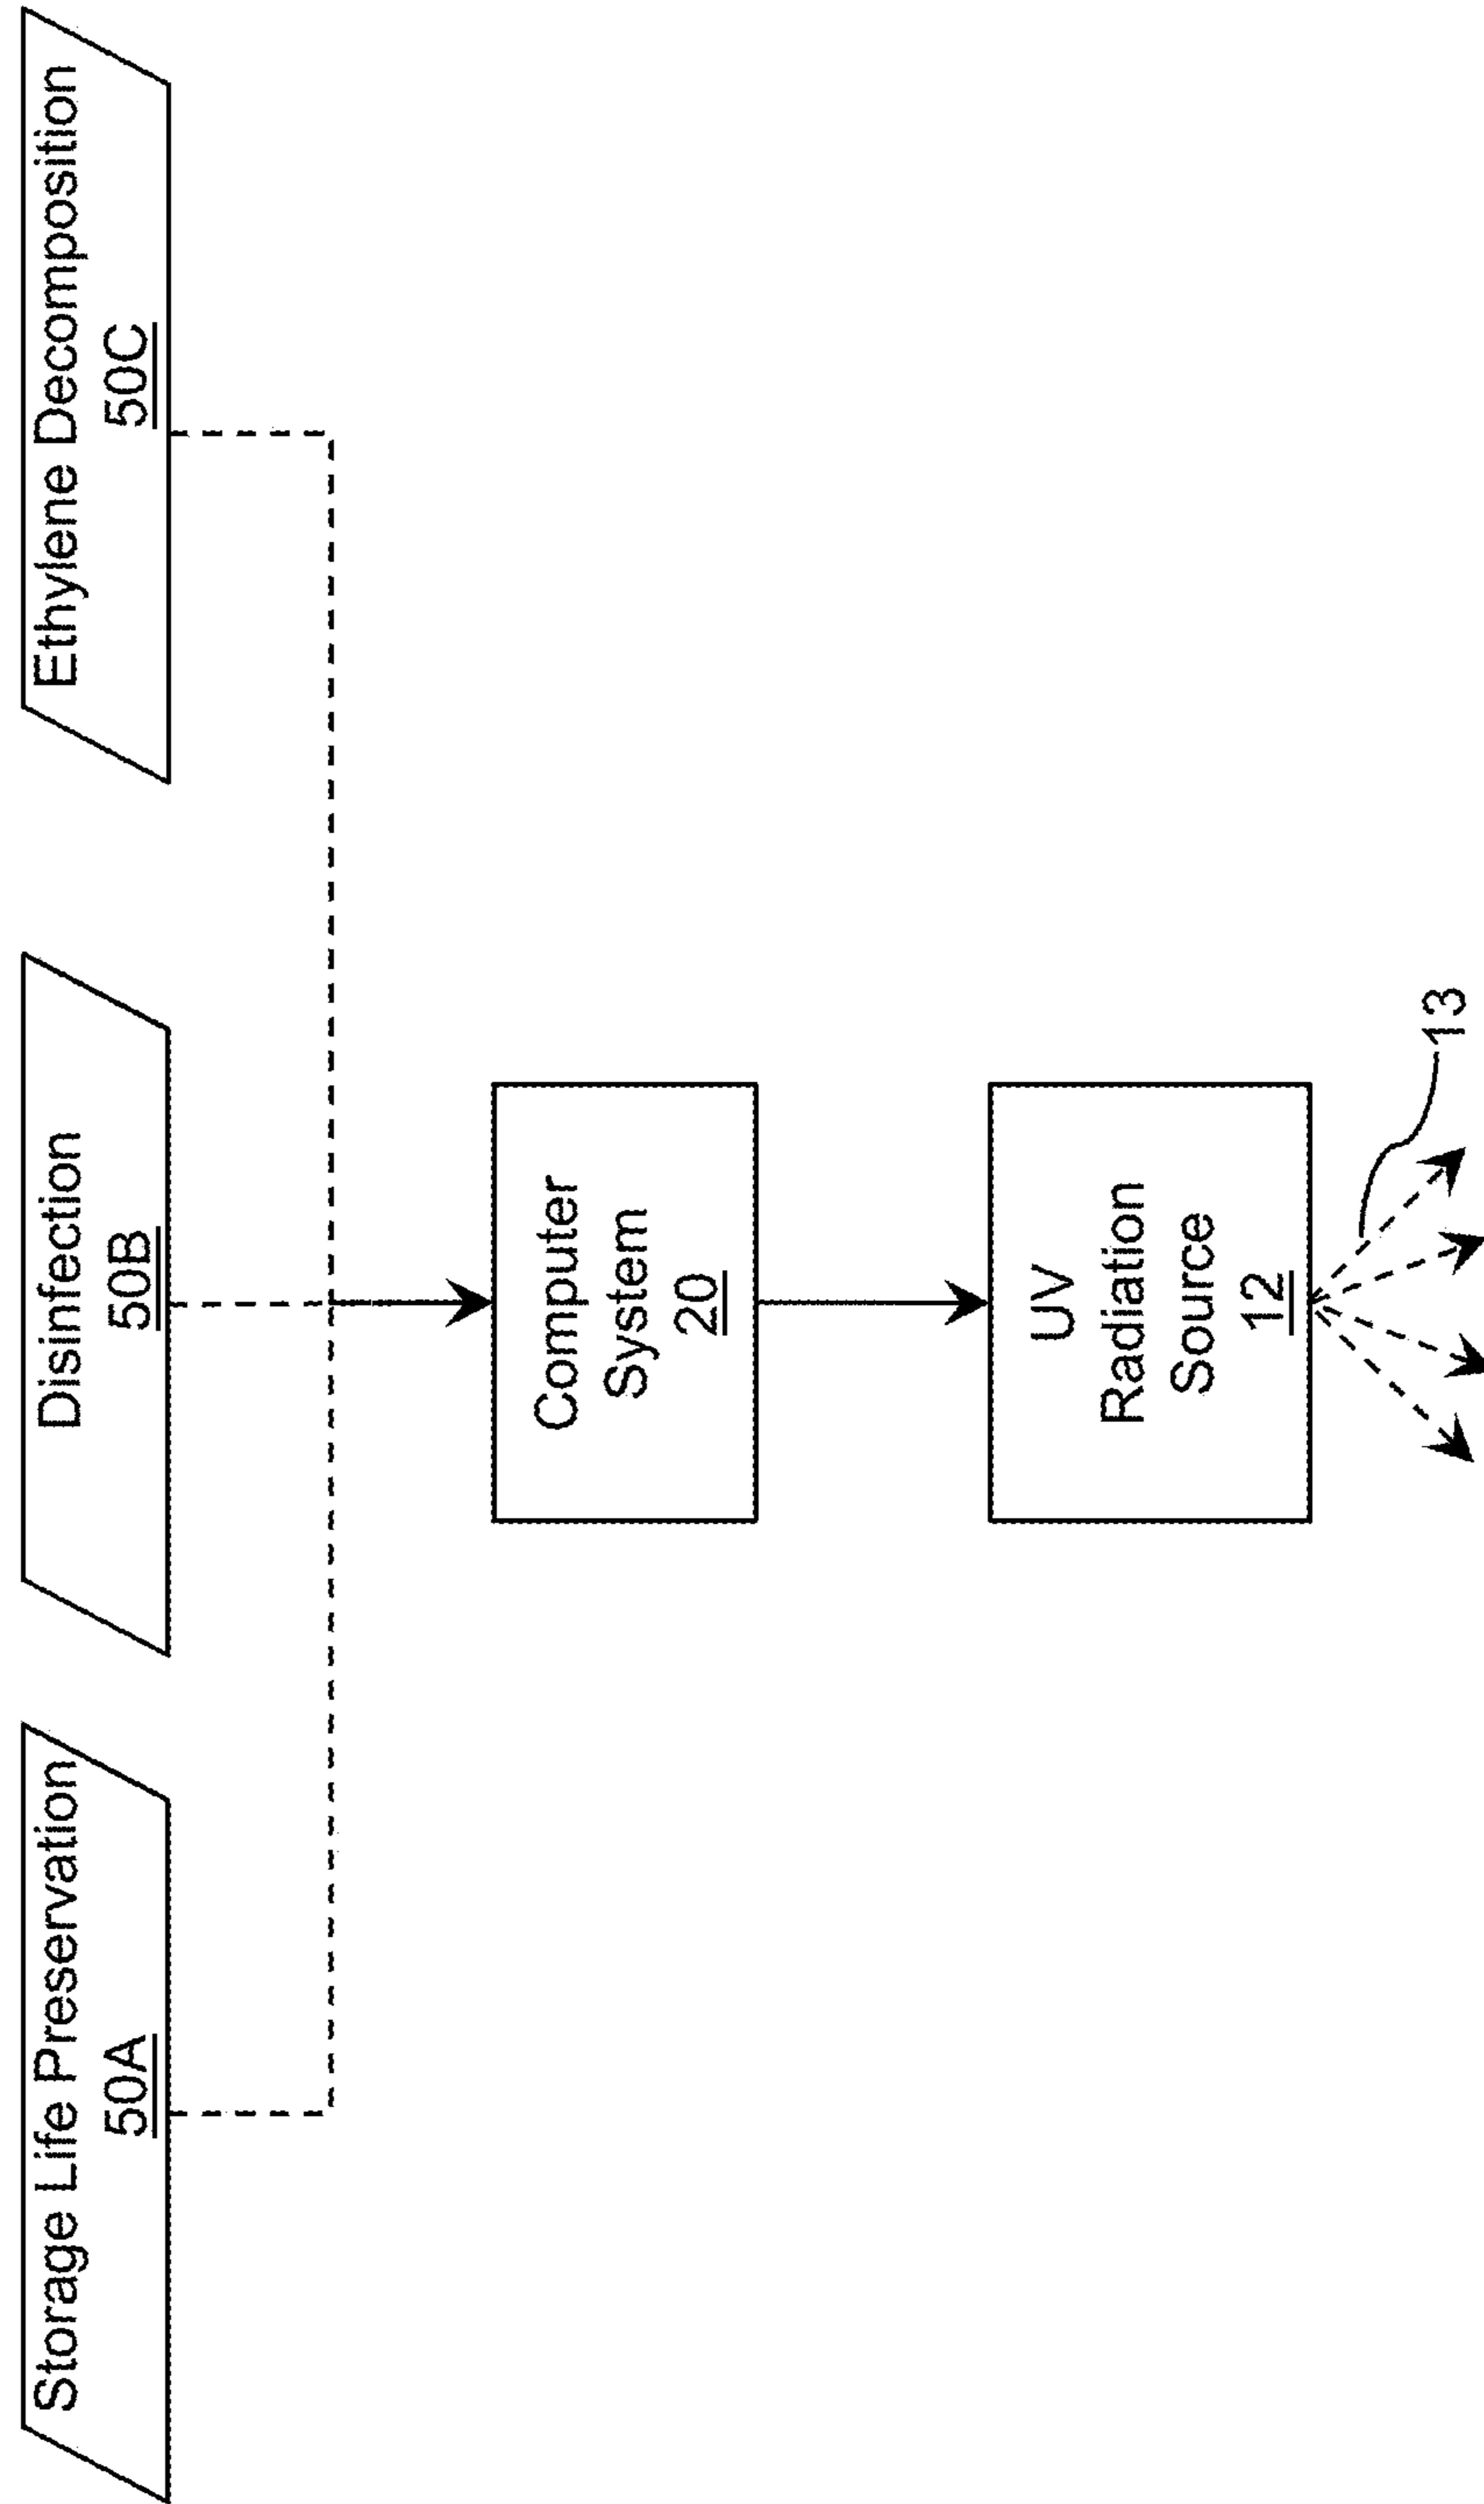 Storage Life Preservation
50A
Disinfection
50B
Ethylene Decomposition
50C
Computer
System
20
UV
Radiation
Source
12
13